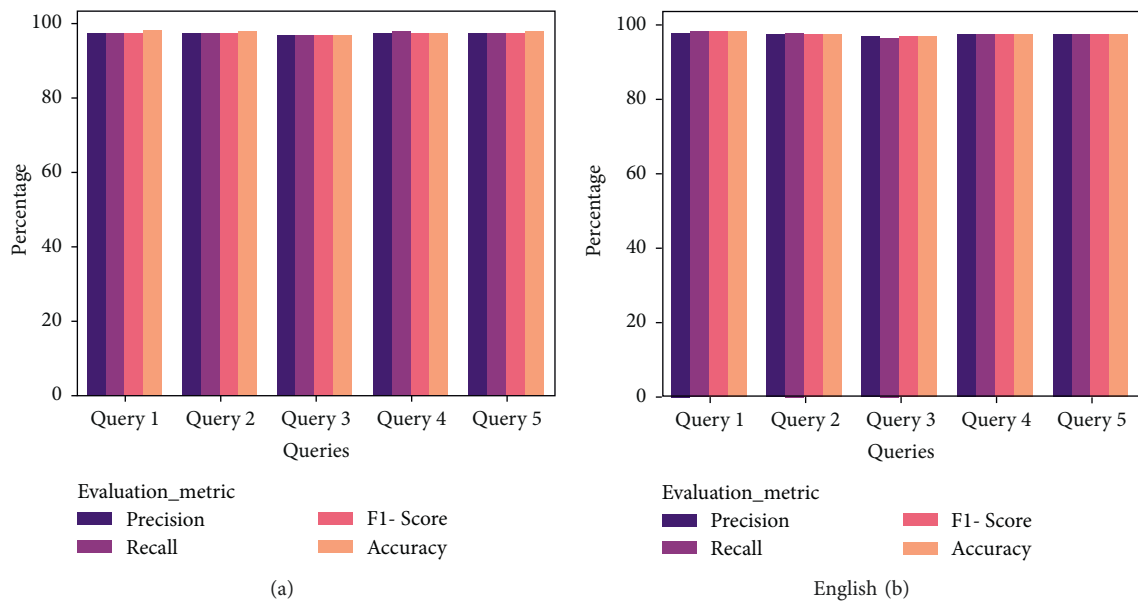 100
80
60
40
20
0
Percentage
Query 1 Query 2 Query 3 Query 4 Query 5
Queries
Evaluation_metric
Precision
Recall
F1- Score
Accuracy
(a)
100
80
60
40
20
0
Percentage
Query 1 Query 2 Query 3 Query 4 Query 5
Queries
Evaluation_metric
Precision
Recall
F1- Score
Accuracy
English (b)